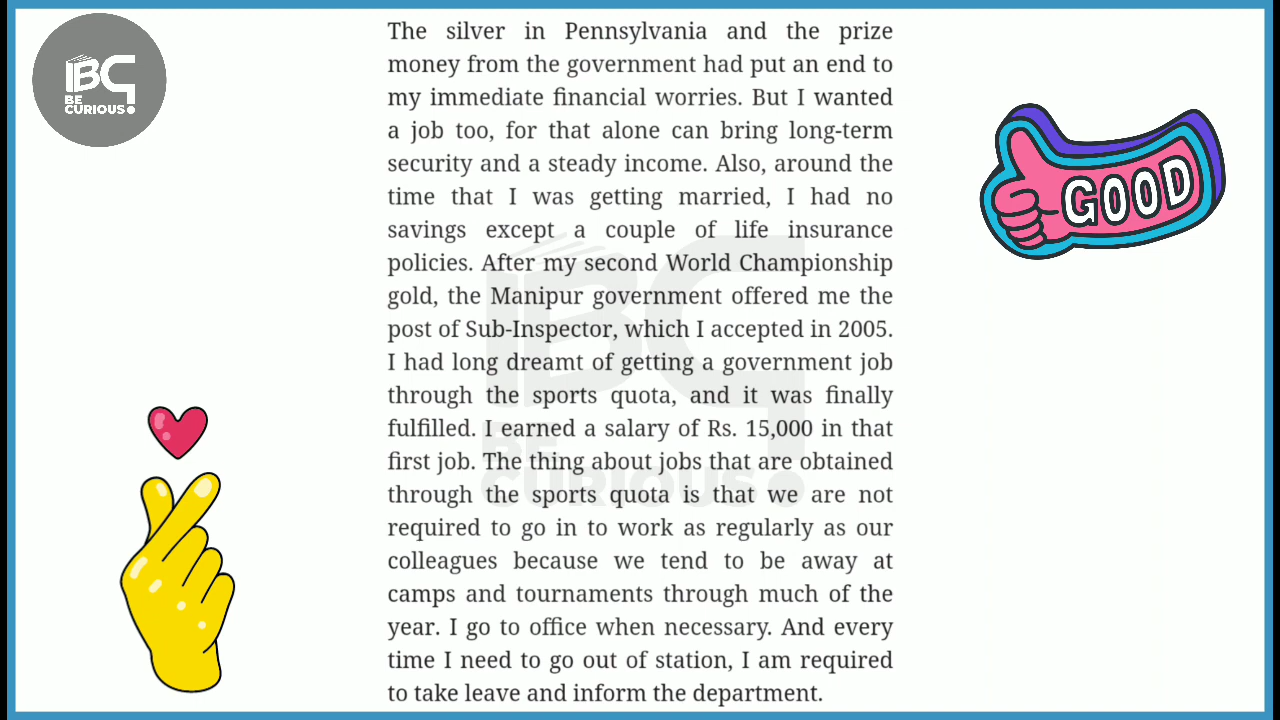 BC
BE
CURIOUS
The silver in Pennsylvania and the prize
money from the government had put an end to
my immediate financial worries. But I wanted
a job too, for that alone can bring long-term
security and a steady income. Also, around the
time that I was getting married, I had no
savings except a couple of life insurance
policies. After my second World Championship
gold, the Manipur government offered me the
post of Sub-Inspector, which I accepted in 2005.
I had long dreamt of getting a government job
through the sports quota, and it was finally
fulfilled. I earned a salary of Rs. 15,000 in that
first job. The thing about jobs that are obtained
through the sports quota is that we are not
required to go in to work as regularly as our
colleagues because we tend to be away at
camps and tournaments through much of the
year. I go to office when necessary. And every
time I need to go out of station, I am required
to take leave and inform the department.
GOOD
BC
BE
CURIOUS